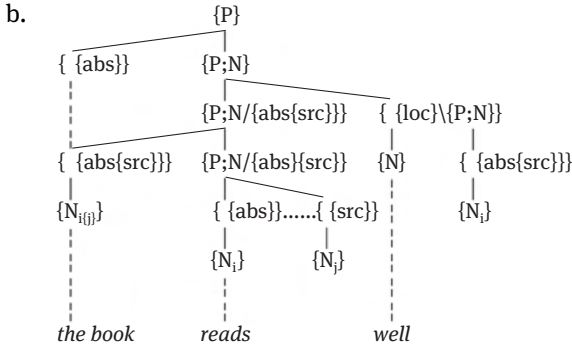 b.
{P}
{ {abs}} {P;N}
{P;N/{abs{src}}} { {loc}\{P;N}}
{ {abs{src}}} {P;N/{abs}{src}} {N} { {abs{src}}}
{N_{i{j}}} { {abs}}......{ {src}} {N_i}
{N_i} {N_j}
the book reads well